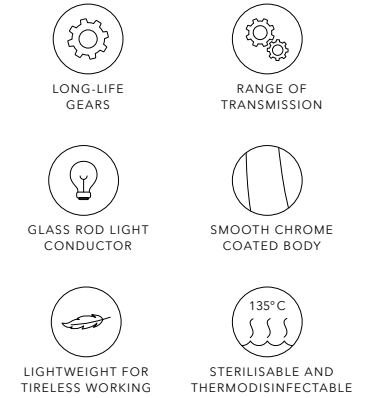 LONG-LIFE
GEARS
RANGE OF
TRANSMISSION
GLASS ROD LIGHT
CONDUCTOR
SMOOTH CHROME
COATED BODY
LIGHTWEIGHT FOR
TIRELESS WORKING
135°C
STERILISABLE AND
THERMODISINFECTABLE